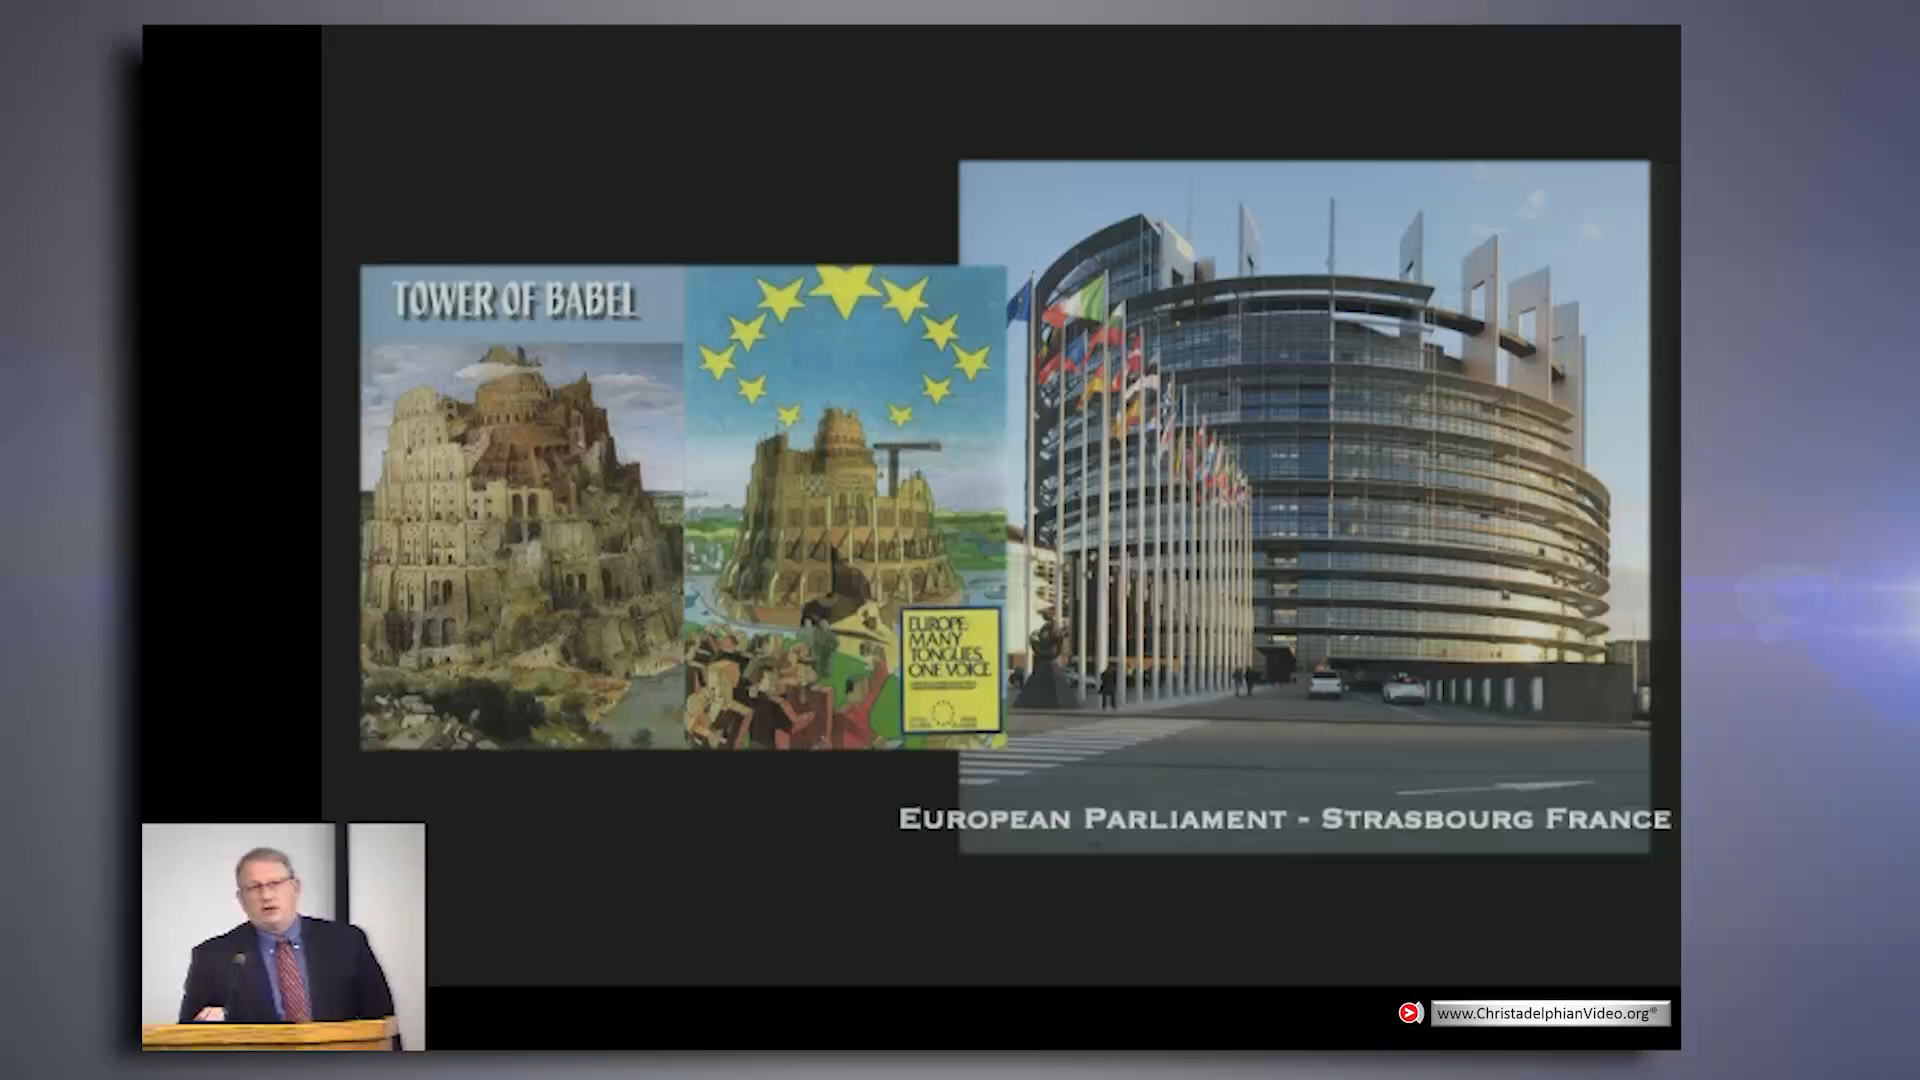 TOWER OF BABEL
EUROPE:
MANY
TONGUES
ONE VOICE
EUROPEAN PARLIAMENT - STRASBOURG FRANCE
www.ChristadelphianVideo.org®